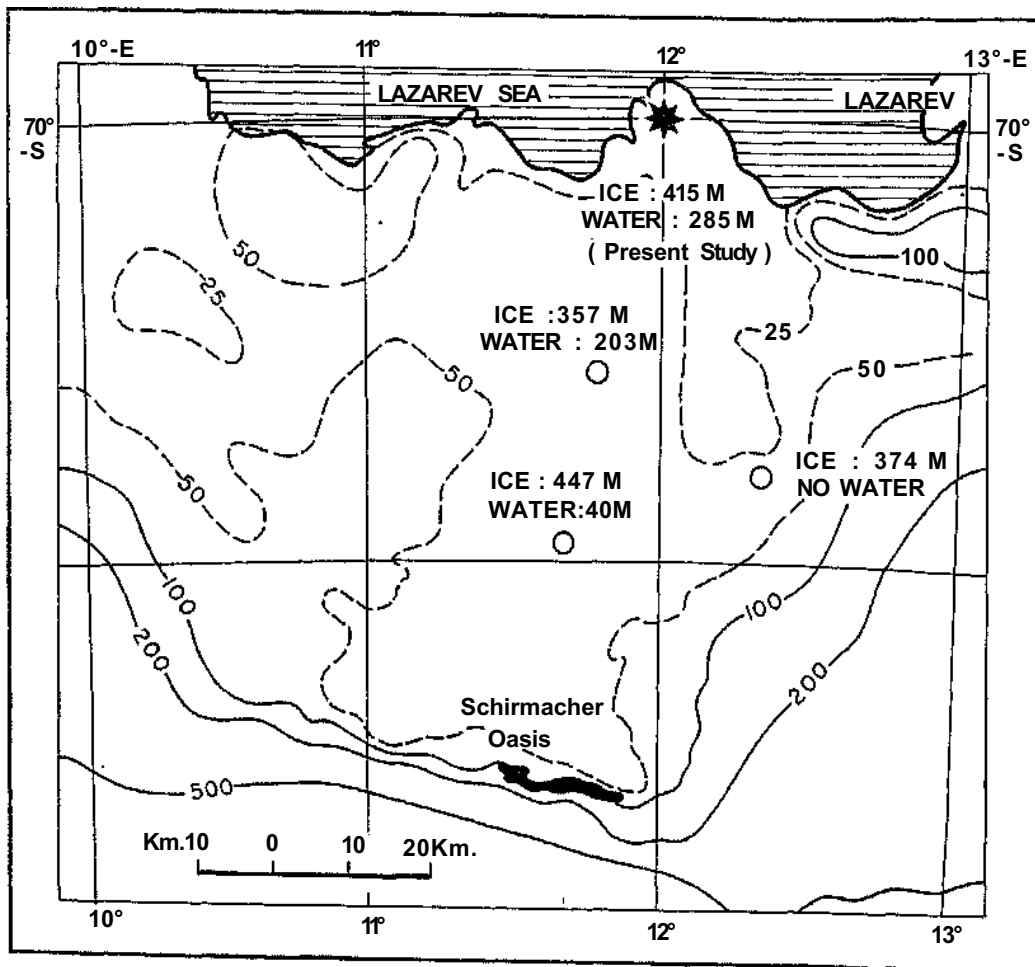 10°-E
11°
12°
13°-E
LAZAREV SEA
LAZAREV
70°
-S
70°
-S
ICE : 415 M
WATER : 285 M
( Present Study )
50
100
25
ICE :357 M
WATER : 203M
25
50
50
50
ICE : 447 M
WATER:40M
ICE : 374 M
NO WATER
100
100
200
200
Schirmacher
Oasis
500
Km.10 0 10 20Km.
10°
11°
12°
13°